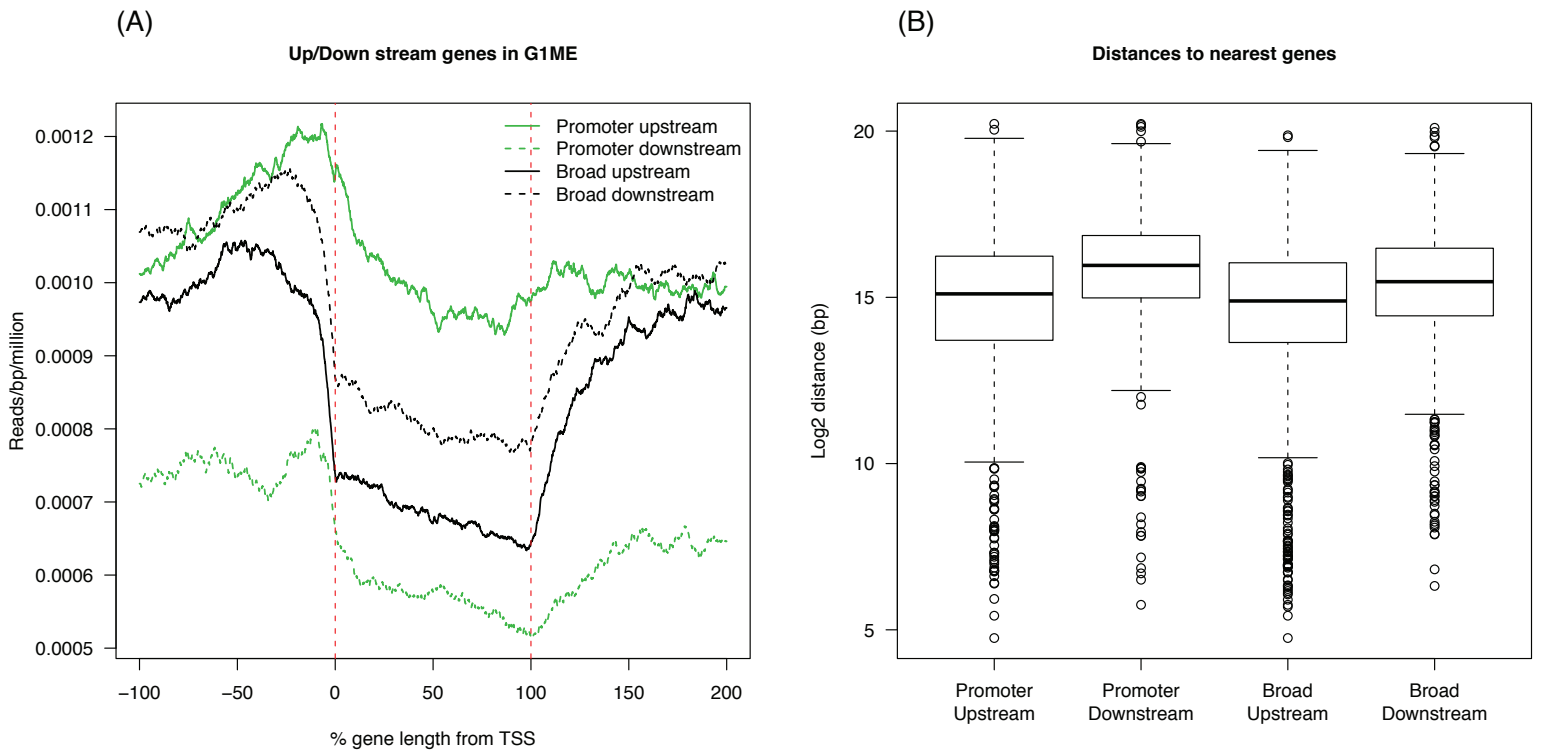 (A)
Up/Down stream genes in G1ME
Reads/bp/million
0.0012
0.0011
0.0010
0.0009
0.0008
0.0007
0.0006
0.0005
Promoter upstream
Promoter downstream
Broad upstream
Broad downstream
−100
−50
0
50
100
150
200
% gene length from TSS
(B)
Distances to nearest genes
Log2 distance (bp)
20
15
10
5
Promoter
Upstream
Promoter
Downstream
Broad
Upstream
Broad
Downstream